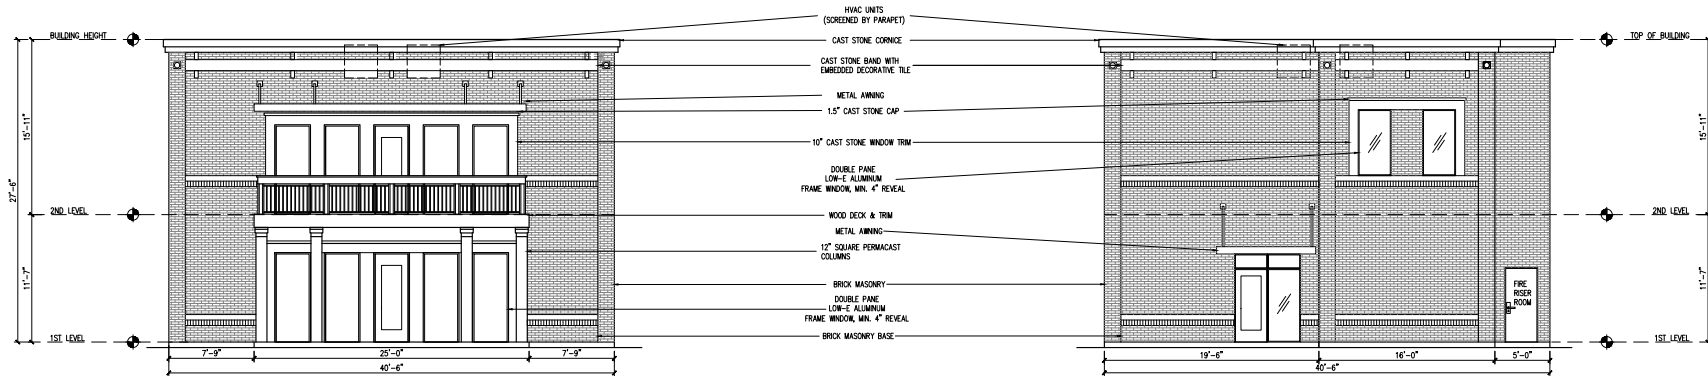 HVAC UNITS
(SCREENED BY PARAPET)
BUILDING HEIGHT
CAST STONE CORNICE
TOP OF BUILDING
CAST STONE BAND WITH
EMBEDDED DECORATIVE TILE
METAL AWNING
1.5" CAST STONE CAP
15'-11"
15'-11"
10" CAST STONE WINDOW TRIM
DOUBLE PANE
LOW-E ALUMINUM
FRAME WINDOW, MIN. 4" REVEAL
27'-6"
2ND LEVEL
WOOD DECK & TRIM
2ND LEVEL
METAL AWNING
12" SQUARE PERMACAST
COLUMNS
11'-7"
11'-7"
BRICK MASONRY
FIRE
RISER
ROOM
DOUBLE PANE
LOW-E ALUMINUM
FRAME WINDOW, MIN. 4" REVEAL
1ST LEVEL
BRICK MASONRY BASE
1ST LEVEL
7'-9"
25'-0"
7'-9"
19'-6"
16'-0"
5'-0"
40'-6"
40'-6"